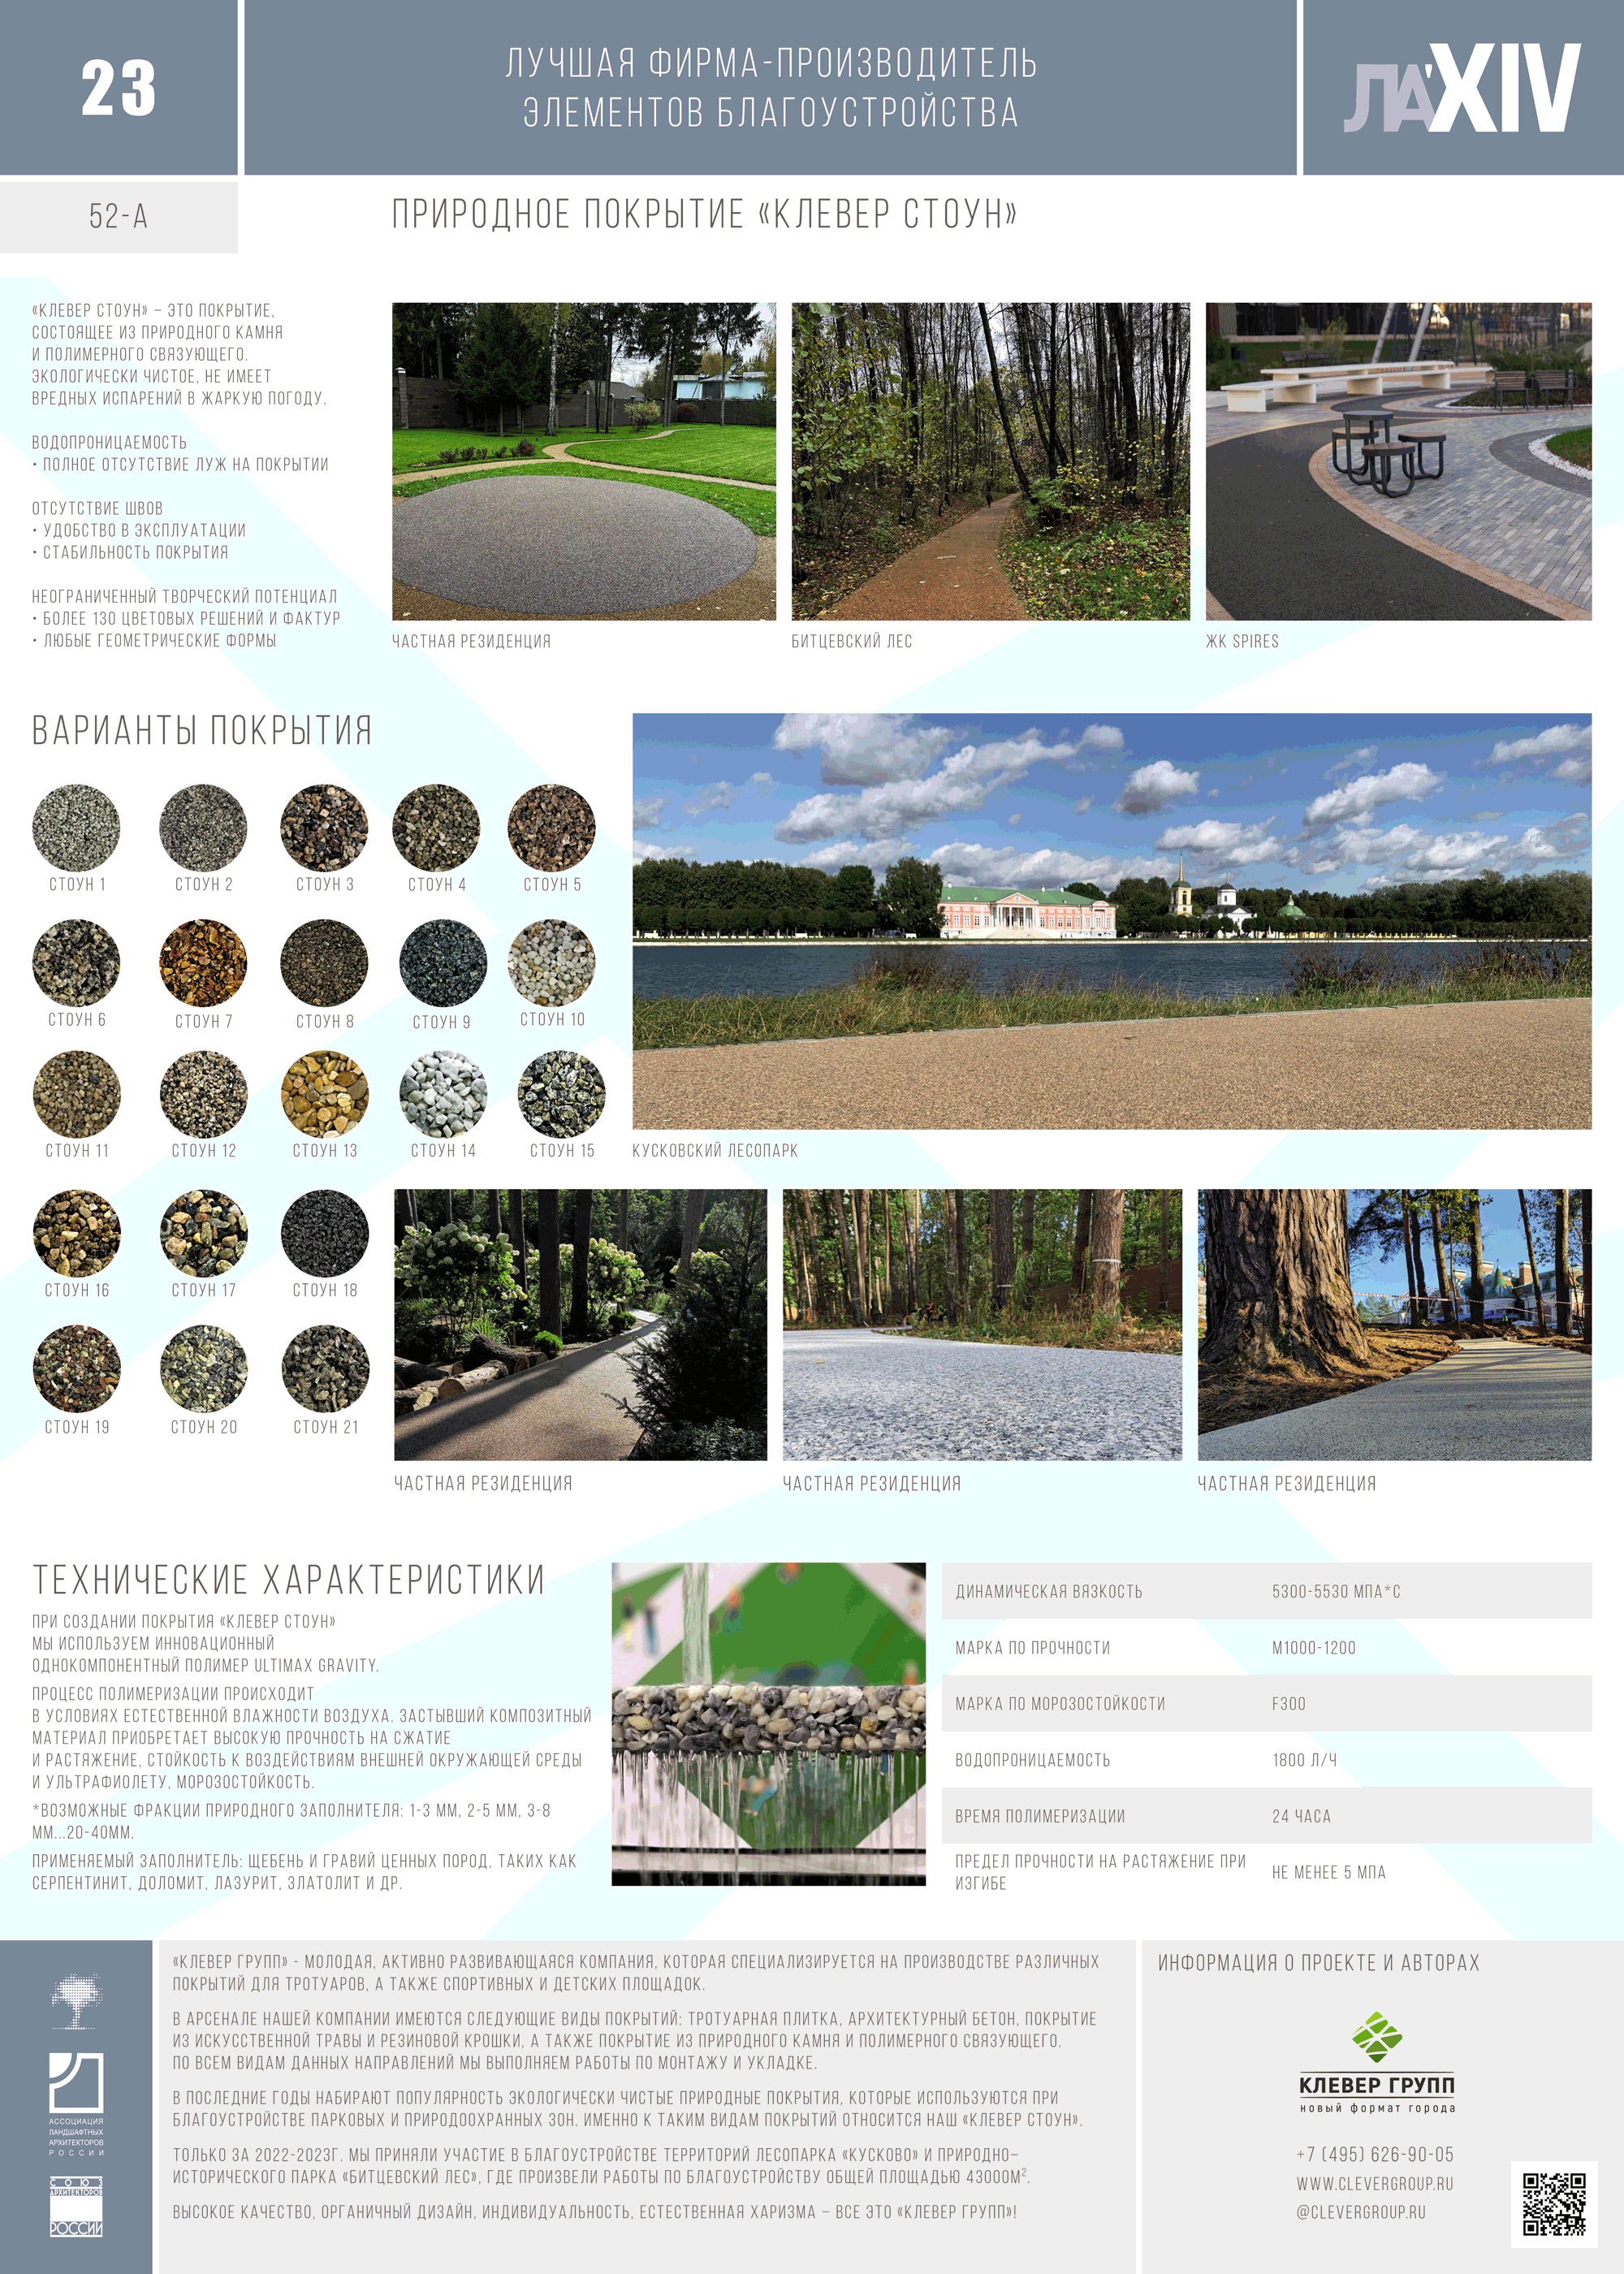 23
ЛУЧШАЯ ФИРМА-ПРОИЗВОДИТЕЛЬ
ЭЛЕМЕНТОВ БЛАГОУСТРОЙСТВА
ЛА'XIV
52-А
ПРИРОДНОЕ ПОКРЫТИЕ «КЛЕВЕР СТОУН»
«КЛЕВЕР СТОУН» – ЭТО ПОКРЫТИЕ,
СОСТОЯЩЕЕ ИЗ ПРИРОДНОГО КАМНЯ
И ПОЛИМЕРНОГО СВЯЗУЮЩЕГО.
ЭКОЛОГИЧЕСКИ ЧИСТОЕ, НЕ ИМЕЕТ
ВРЕДНЫХ ИСПАРЕНИЙ В ЖАРКУЮ ПОГОДУ.
ВОДОПРОНИЦАЕМОСТЬ
• ПОЛНОЕ ОТСУТСТВИЕ ЛУЖ НА ПОКРЫТИИ
ОТСУТСТВИЕ ШВОВ
• УДОБСТВО В ЭКСПЛУАТАЦИИ
• СТАБИЛЬНОСТЬ ПОКРЫТИЯ
НЕОГРАНИЧЕННЫЙ ТВОРЧЕСКИЙ ПОТЕНЦИАЛ
• БОЛЕЕ 130 ЦВЕТОВЫХ РЕШЕНИЙ И ФАКТУР
• ЛЮБЫЕ ГЕОМЕТРИЧЕСКИЕ ФОРМЫ
ЧАСТНАЯ РЕЗИДЕНЦИЯ
БИТЦЕВСКИЙ ЛЕС
ЖК SPIRES
ВАРИАНТЫ ПОКРЫТИЯ
СТОУН 1
СТОУН 2
СТОУН 3
СТОУН 4
СТОУН 5
СТОУН 6
СТОУН 7
СТОУН 8
СТОУН 9
СТОУН 10
СТОУН 11
СТОУН 12
СТОУН 13
СТОУН 14
СТОУН 15
КУСКОВСКИЙ ЛЕСОПАРК
СТОУН 16
СТОУН 17
СТОУН 18
СТОУН 19
СТОУН 20
СТОУН 21
ЧАСТНАЯ РЕЗИДЕНЦИЯ
ЧАСТНАЯ РЕЗИДЕНЦИЯ
ЧАСТНАЯ РЕЗИДЕНЦИЯ
ТЕХНИЧЕСКИЕ ХАРАКТЕРИСТИКИ
ПРИ СОЗДАНИИ ПОКРЫТИЯ «КЛЕВЕР СТОУН»
МЫ ИСПОЛЬЗУЕМ ИННОВАЦИОННЫЙ
ОДНОКОМПОНЕНТНЫЙ ПОЛИМЕР ULTIMAX GRAVITY.
ПРОЦЕСС ПОЛИМЕРИЗАЦИИ ПРОИСХОДИТ
В УСЛОВИЯХ ЕСТЕСТВЕННОЙ ВЛАЖНОСТИ ВОЗДУХА. ЗАСТЫВШИЙ КОМПОЗИТНЫЙ
МАТЕРИАЛ ПРИОБРЕТАЕТ ВЫСОКУЮ ПРОЧНОСТЬ НА СЖАТИЕ
И РАСТЯЖЕНИЕ, СТОЙКОСТЬ К ВОЗДЕЙСТВИЯМ ВНЕШНЕЙ ОКРУЖАЮЩЕЙ СРЕДЫ
И УЛЬТРАФИОЛЕТУ, МОРОЗОСТОЙКОСТЬ.
*ВОЗМОЖНЫЕ ФРАКЦИИ ПРИРОДНОГО ЗАПОЛНИТЕЛЯ: 1-3 ММ, 2-5 ММ, 3-8
ММ...20-40ММ.
ПРИМЕНЯЕМЫЙ ЗАПОЛНИТЕЛЬ: ЩЕБЕНЬ И ГРАВИЙ ЦЕННЫХ ПОРОД, ТАКИХ КАК
СЕРПЕНТИНИТ, ДОЛОМИТ, ЛАЗУРИТ, ЗЛАТОЛИТ И ДР.
ДИНАМИЧЕСКАЯ ВЯЗКОСТЬ 5300-5530 МПА*С
МАРКА ПО ПРОЧНОСТИ М1000-1200
МАРКА ПО МОРОЗОСТОЙКОСТИ F300
ВОДОПРОНИЦАЕМОСТЬ 1800 Л/Ч
ВРЕМЯ ПОЛИМЕРИЗАЦИИ 24 ЧАСА
ПРЕДЕЛ ПРОЧНОСТИ НА РАСТЯЖЕНИЕ ПРИ
ИЗГИБЕ
НЕ МЕНЕЕ 5 МПА
АССОЦИАЦИЯ
ЛАНДШАФТНЫХ
АРХИТЕКТОРОВ
РОССИИ
СОЮЗ
АРХИТЕКТОРОВ
РОССИИ
«КЛЕВЕР ГРУПП» - МОЛОДАЯ, АКТИВНО РАЗВИВАЮЩАЯСЯ КОМПАНИЯ, КОТОРАЯ СПЕЦИАЛИЗИРУЕТСЯ НА ПРОИЗВОДСТВЕ РАЗЛИЧНЫХ
ПОКРЫТИЙ ДЛЯ ТРОТУАРОВ, А ТАКЖЕ СПОРТИВНЫХ И ДЕТСКИХ ПЛОЩАДОК.
В АРСЕНАЛЕ НАШЕЙ КОМПАНИИ ИМЕЮТСЯ СЛЕДУЮЩИЕ ВИДЫ ПОКРЫТИЙ: ТРОТУАРНАЯ ПЛИТКА, АРХИТЕКТУРНЫЙ БЕТОН, ПОКРЫТИЕ
ИЗ ИСКУССТВЕННОЙ ТРАВЫ И РЕЗИНОВОЙ КРОШКИ, А ТАКЖЕ ПОКРЫТИЕ ИЗ ПРИРОДНОГО КАМНЯ И ПОЛИМЕРНОГО СВЯЗУЮЩЕГО.
ПО ВСЕМ ВИДАМ ДАННЫХ НАПРАВЛЕНИЙ МЫ ВЫПОЛНЯЕМ РАБОТЫ ПО МОНТАЖУ И УКЛАДКЕ.
В ПОСЛЕДНИЕ ГОДЫ НАБИРАЮТ ПОПУЛЯРНОСТЬ ЭКОЛОГИЧЕСКИ ЧИСТЫЕ ПРИРОДНЫЕ ПОКРЫТИЯ, КОТОРЫЕ ИСПОЛЬЗУЮТСЯ ПРИ
БЛАГОУСТРОЙСТВЕ ПАРКОВЫХ И ПРИРОДООХРАННЫХ ЗОН. ИМЕННО К ТАКИМ ВИДАМ ПОКРЫТИЙ ОТНОСИТСЯ НАШ «КЛЕВЕР СТОУН».
ТОЛЬКО ЗА 2022-2023Г. МЫ ПРИНЯЛИ УЧАСТИЕ В БЛАГОУСТРОЙСТВЕ ТЕРРИТОРИЙ ЛЕСОПАРКА «КУСКОВО» И ПРИРОДНО–
ИСТОРИЧЕСКОГО ПАРКА «БИТЦЕВСКИЙ ЛЕС», ГДЕ ПРОИЗВЕЛИ РАБОТЫ ПО БЛАГОУСТРОЙСТВУ ОБЩЕЙ ПЛОЩАДЬЮ 43000М².
ВЫСОКОЕ КАЧЕСТВО, ОРГАНИЧНЫЙ ДИЗАЙН, ИНДИВИДУАЛЬНОСТЬ, ЕСТЕСТВЕННАЯ ХАРИЗМА – ВСЕ ЭТО «КЛЕВЕР ГРУПП»!
ИНФОРМАЦИЯ О ПРОЕКТЕ И АВТОРАХ
КЛЕВЕР ГРУПП
новый формат города
+7 (495) 626-90-05
WWW.CLEVERGROUP.RU
@CLEVERGROUP.RU